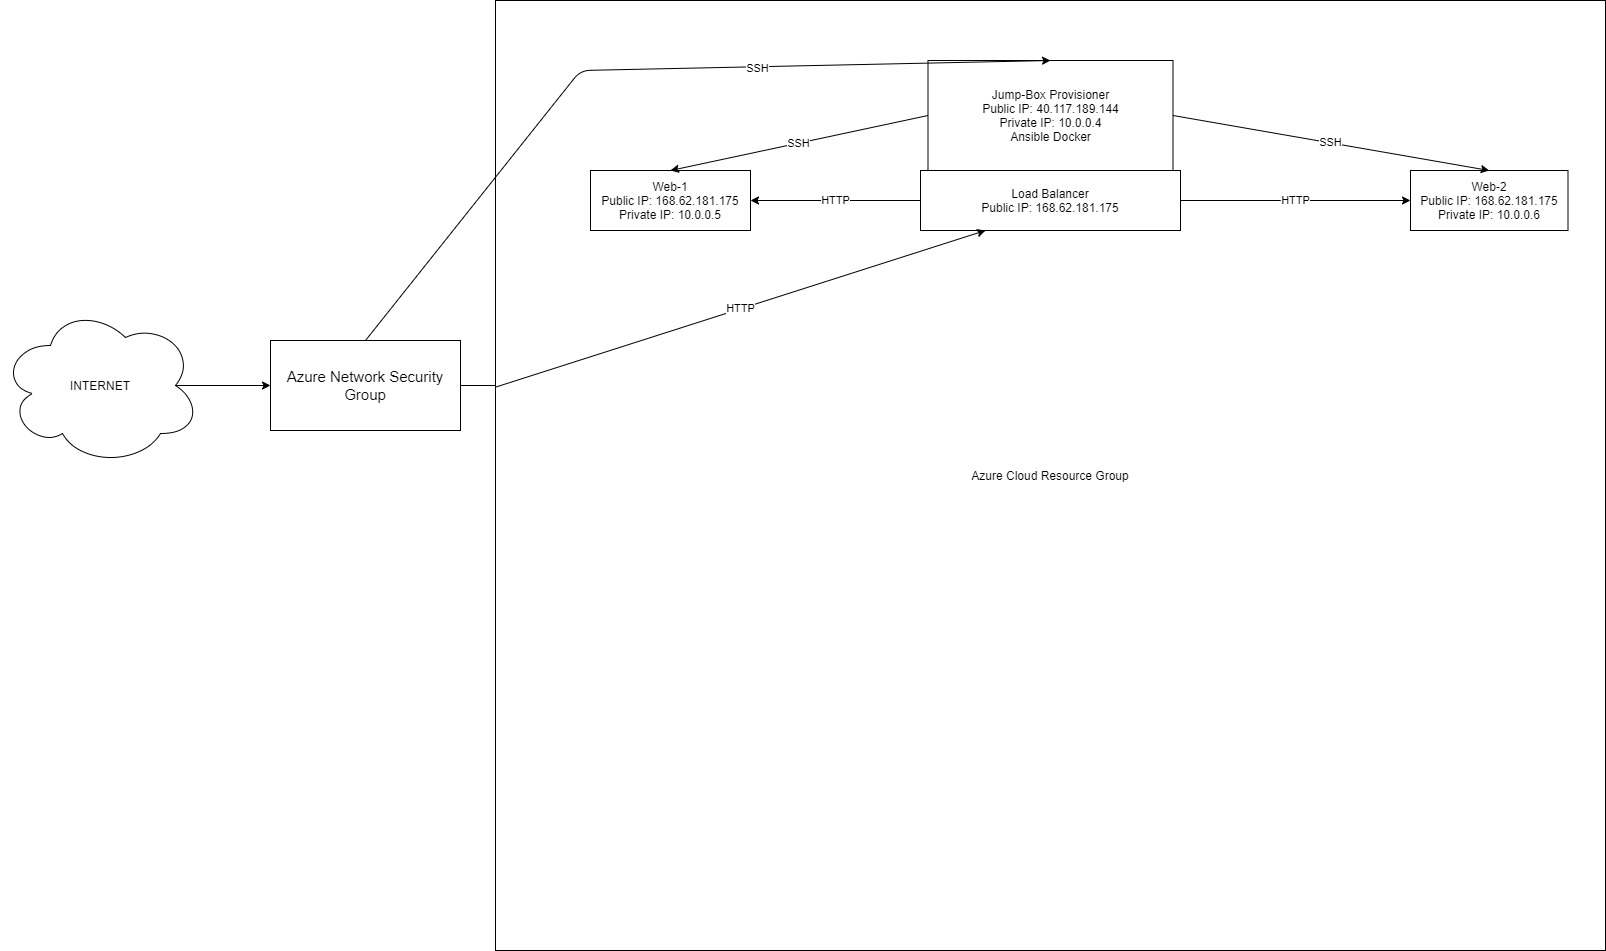 SSH
Jump-Box Provisioner
Public IP: 40.117.189.144
Private IP: 10.0.0.4
Ansible Docker
SSH
SSH
Web-1
Public IP: 168.62.181.175
Private IP: 10.0.0.5
HTTP
Load Balancer
Public IP: 168.62.181.175
HTTP
Web-2
Public IP: 168.62.181.175
Private IP: 10.0.0.6
HTTP
INTERNET
Azure Network Security
Group
Azure Cloud Resource Group